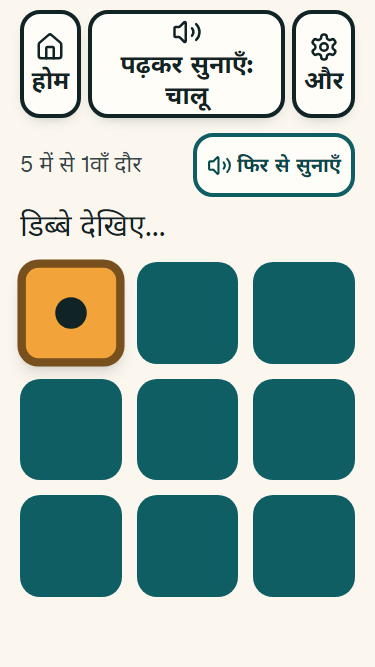 होम
पढ़कर सुनाएँ:
चालू
और
5 में से 1वाँ दौर
फिर से सुनाएँ
डिब्बे देखिए...